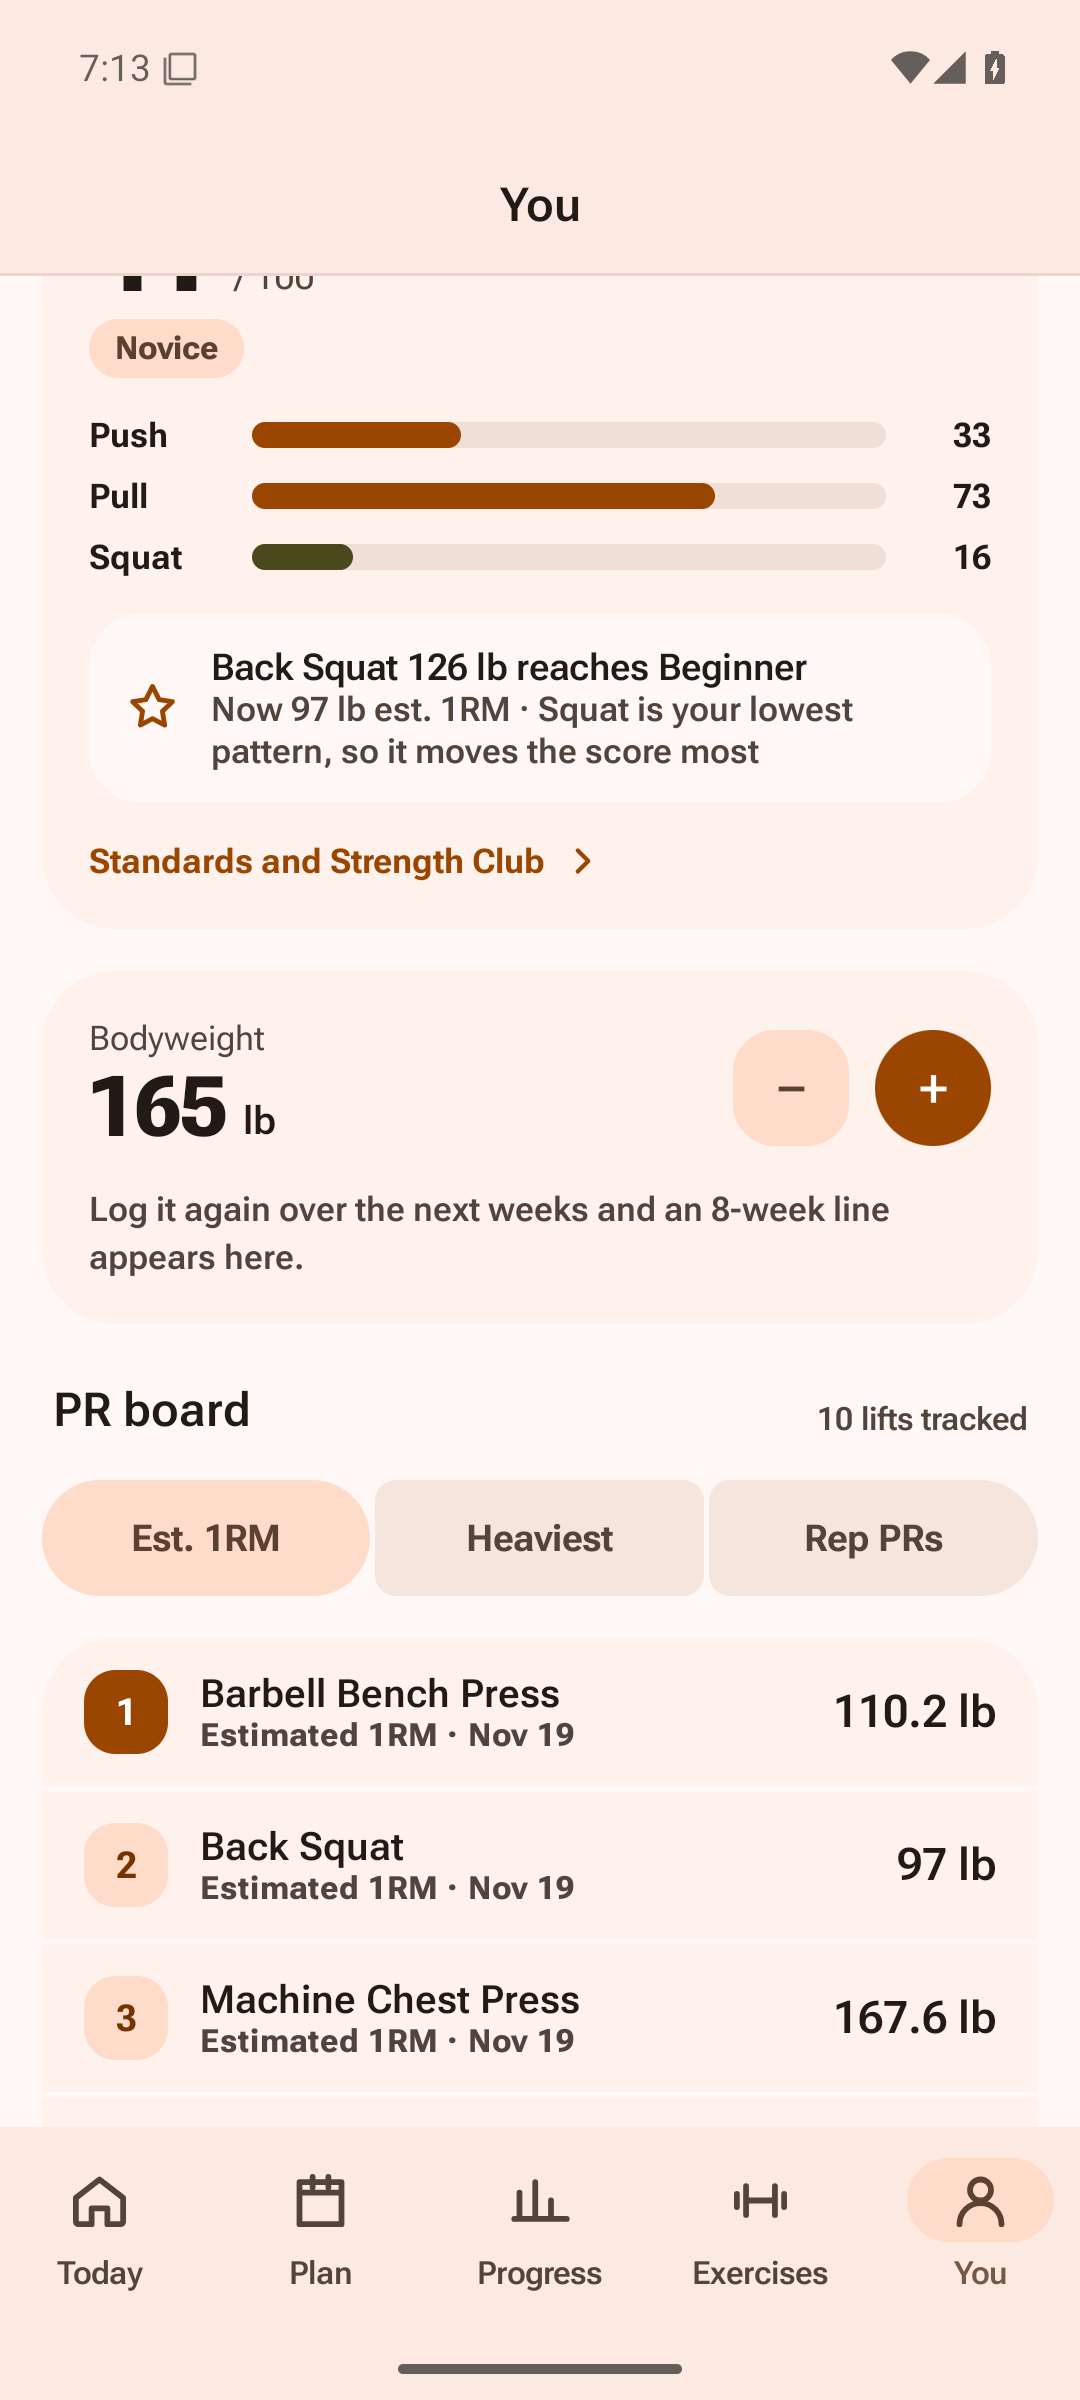 7:13
You
/ 100
Novice
Push 33
Pull 73
Squat 16
Back Squat 126 lb reaches Beginner
Now 97 lb est. 1RM · Squat is your lowest
pattern, so it moves the score most
Standards and Strength Club
Bodyweight
165 lb
− +
Log it again over the next weeks and an 8-week line
appears here.
PR board
10 lifts tracked
Est. 1RM Heaviest Rep PRs
1 Barbell Bench Press 110.2 lb
Estimated 1RM · Nov 19
2 Back Squat 97 lb
Estimated 1RM · Nov 19
3 Machine Chest Press 167.6 lb
Estimated 1RM · Nov 19
Today Plan Progress Exercises You